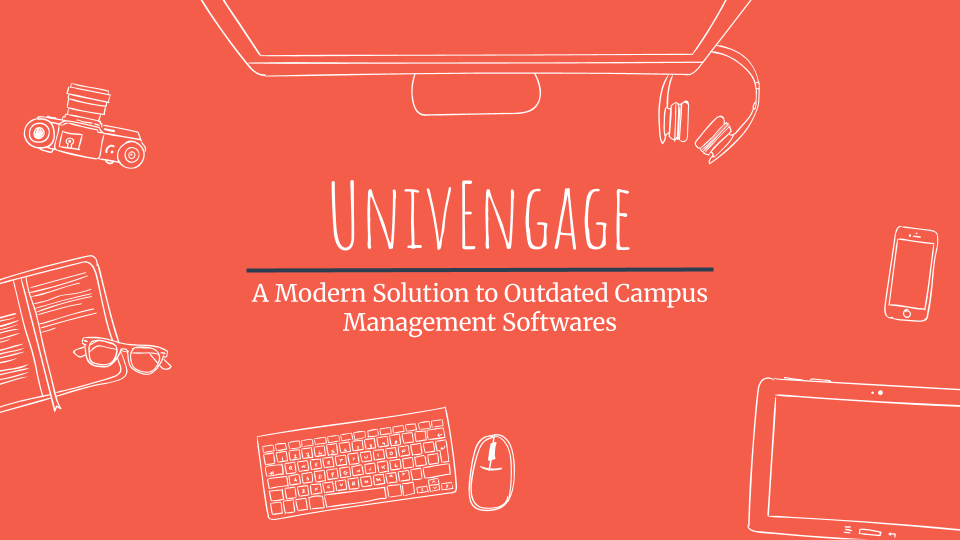 UnivEngage
A Modern Solution to Outdated Campus
Management Softwares